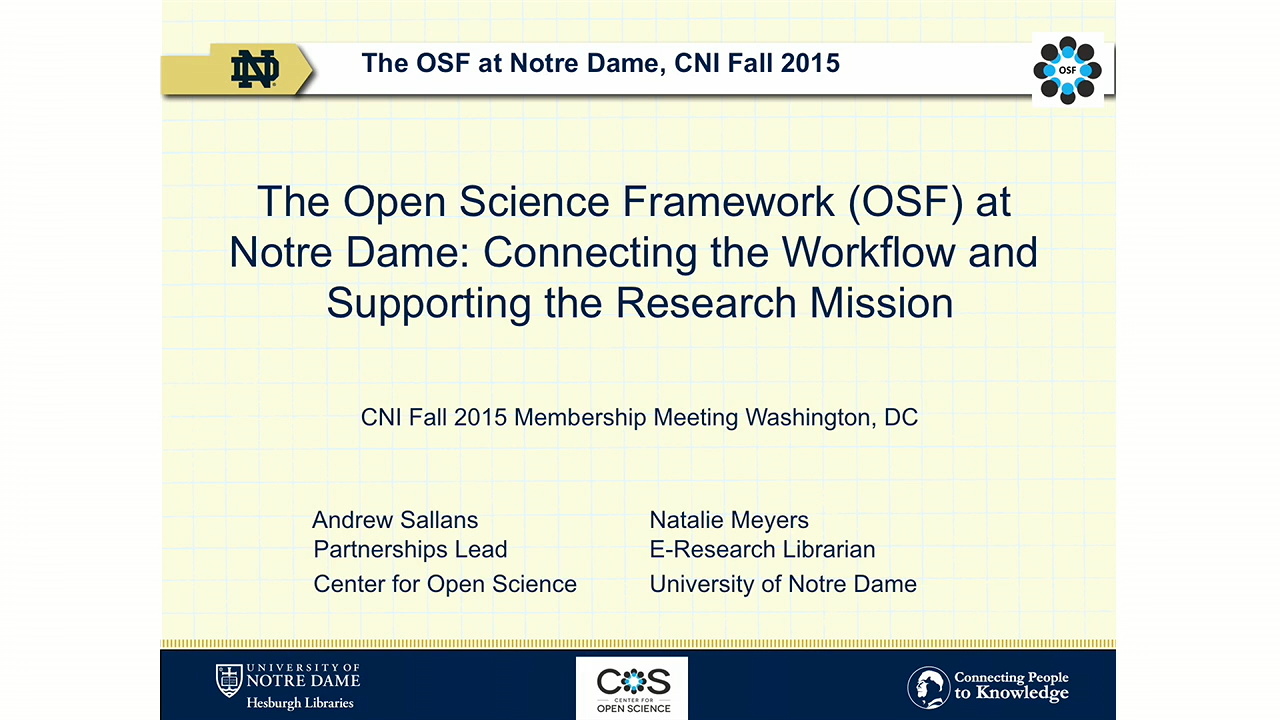 ND
The OSF at Notre Dame, CNI Fall 2015
OSF
The Open Science Framework (OSF) at
Notre Dame: Connecting the Workflow and
Supporting the Research Mission
CNI Fall 2015 Membership Meeting Washington, DC
Andrew Sallans
Partnerships Lead
Center for Open Science
Natalie Meyers
E-Research Librarian
University of Notre Dame
UNIVERSITY OF
NOTRE DAME
Hesburgh Libraries
COS
CENTER FOR
OPEN SCIENCE
Connecting People
to Knowledge